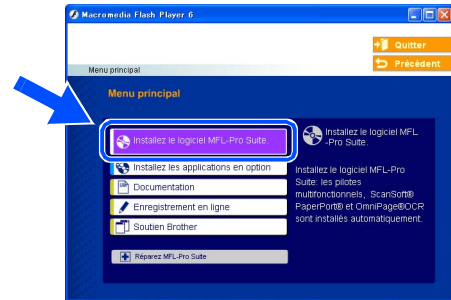 Macromedia Flash Player 6
Quitter
Précédent
Menu principal
Menu principal
Installez le logiciel MFL-Pro Suite.
Installez les applications en option
Documentation
Enregistrement en ligne
Soutien Brother
Réparez MFL-Pro Suite
Installez le logiciel MFL
-Pro Suite.
Installez le logiciel MFL-Pro
Suite: les pilotes
multifonctionnels, ScanSoft®
PaperPort® et OmniPage®OCR
sont installés automatiquement.